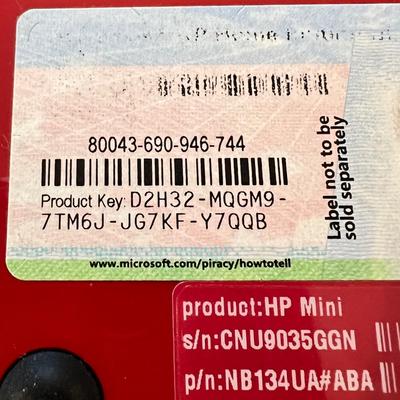 80043-690-946-744
Product Key: D2H32-MQGM9-
7TM6J-JG7KF-Y7QQB
Label not to be
sold separately
www.microsoft.com/piracy/howtotell
product:HP Mini
s/n:CNU9035GGN
p/n:NB134UA#ABA